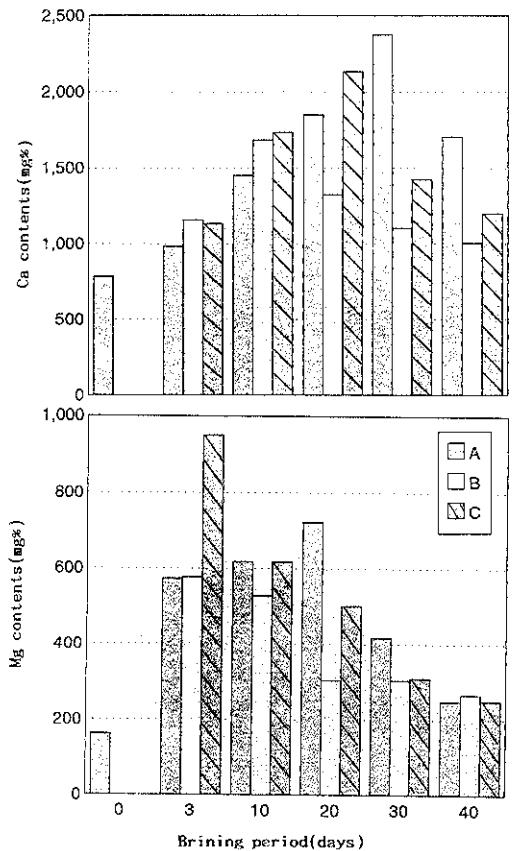 2,500
2,000
1,500
1,000
500
0
Ca contents(mg%)
1,000
800
600
400
200
0
Mg contents(mg%)
A
B
C
0 3 10 20 30 40
Brining period(days)